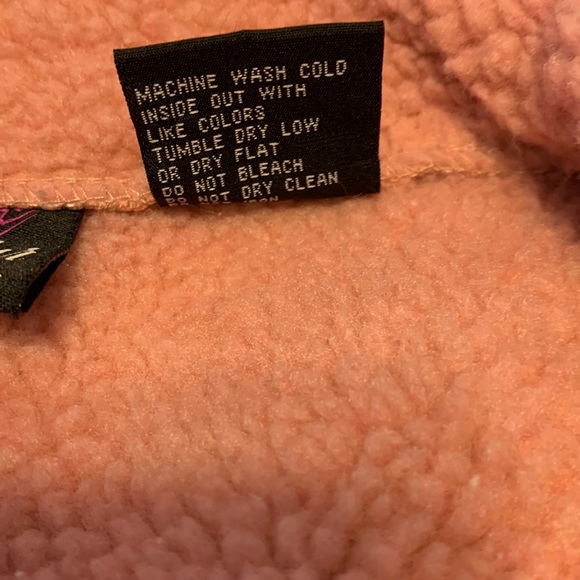 MACHINE WASH COLD
INSIDE OUT WITH
LIKE COLORS
TUMBLE DRY LOW
OR DRY FLAT
DO NOT BLEACH
DO NOT DRY CLEAN